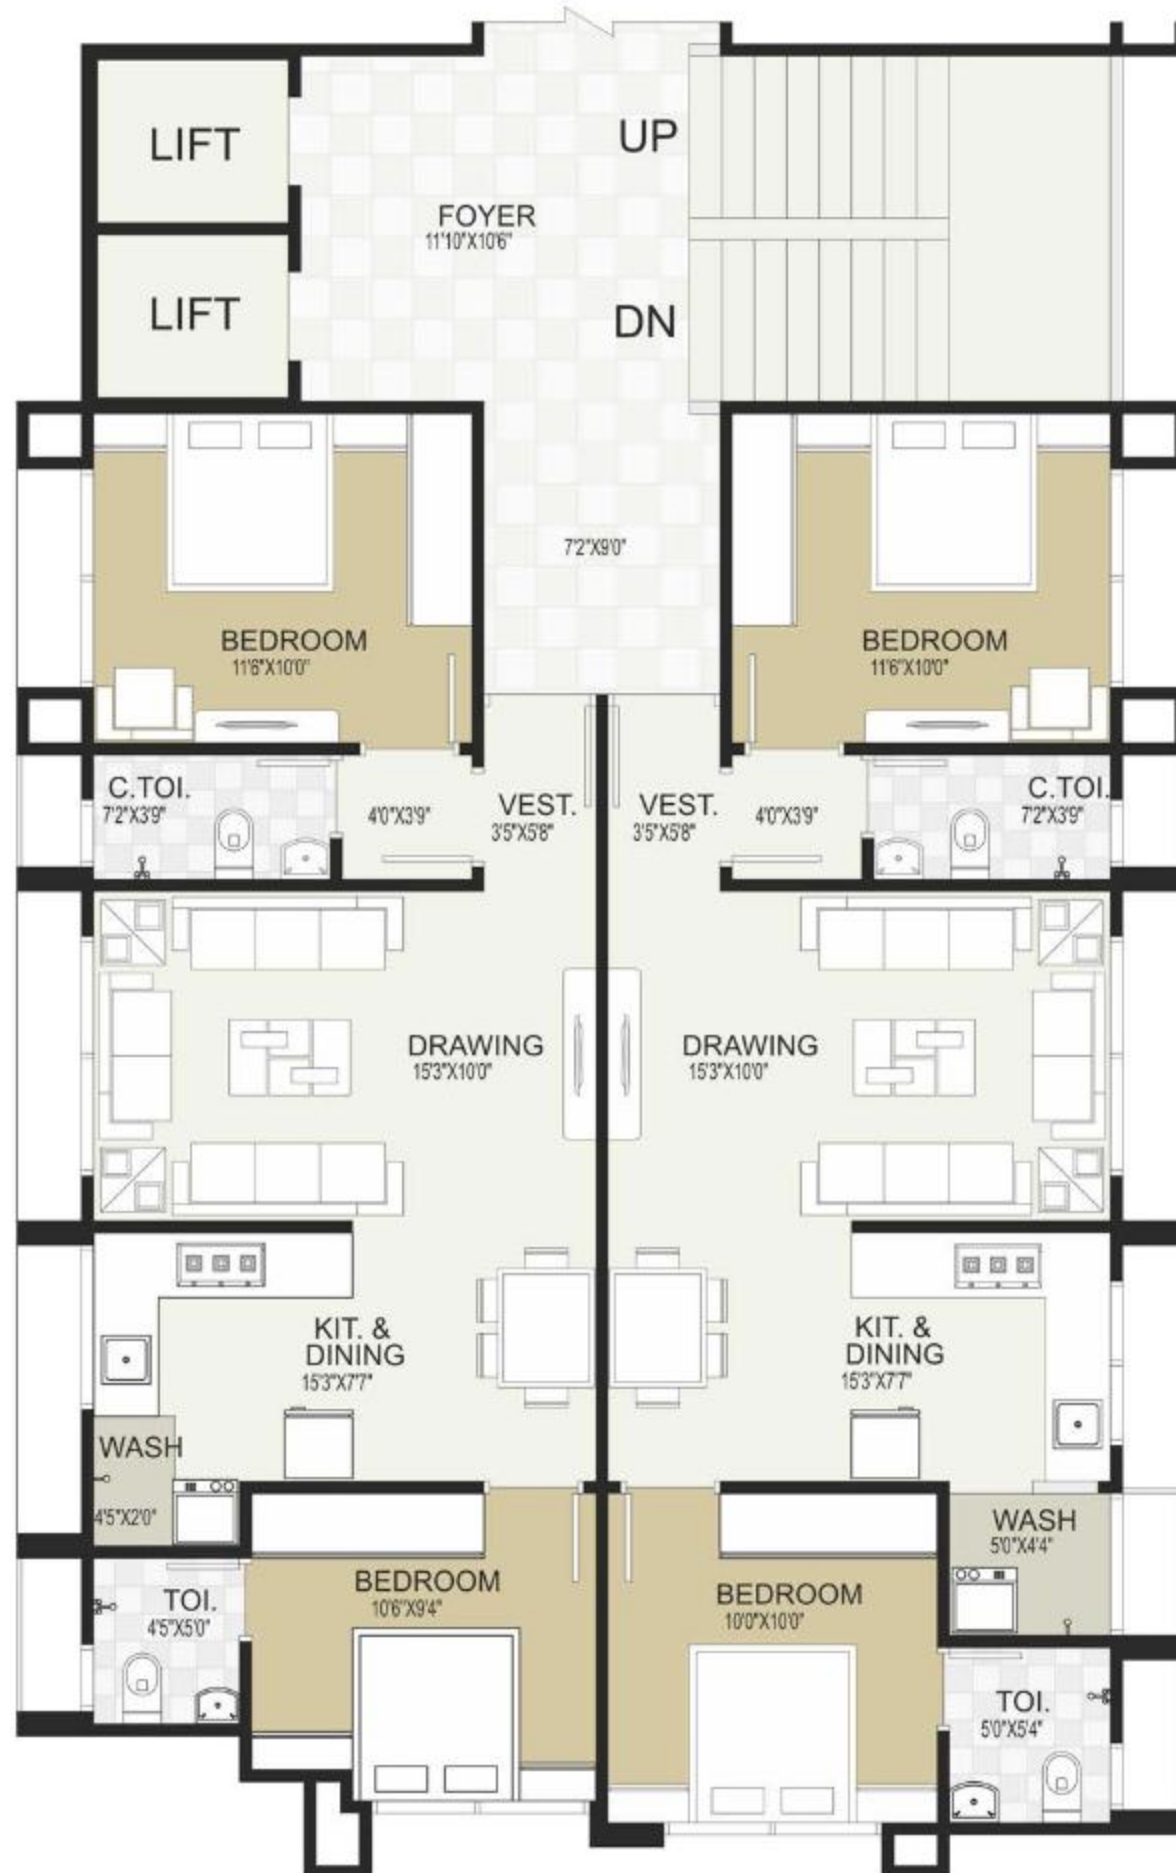 LIFT
UP
FOYER
11'10"X10'6"
LIFT
DN
7'2"X9'0"
BEDROOM
11'6"X10'0"
BEDROOM
11'6"X10'0"
C.TOI.
7'2"X3'9"
4'0"X3'9"
VEST.
3'5"X5'8"
VEST.
3'5"X5'8"
4'0"X3'9"
C.TOI.
7'2"X3'9"
DRAWING
15'3"X10'0"
DRAWING
15'3"X10'0"
KIT. &
DINING
15'3"X7'7"
KIT. &
DINING
15'3"X7'7"
WASH
4'5"X2'0"
WASH
5'0"X4'4"
BEDROOM
10'6"X9'4"
BEDROOM
10'0"X10'0"
TOI.
4'5"X5'0"
TOI.
5'0"X5'4"